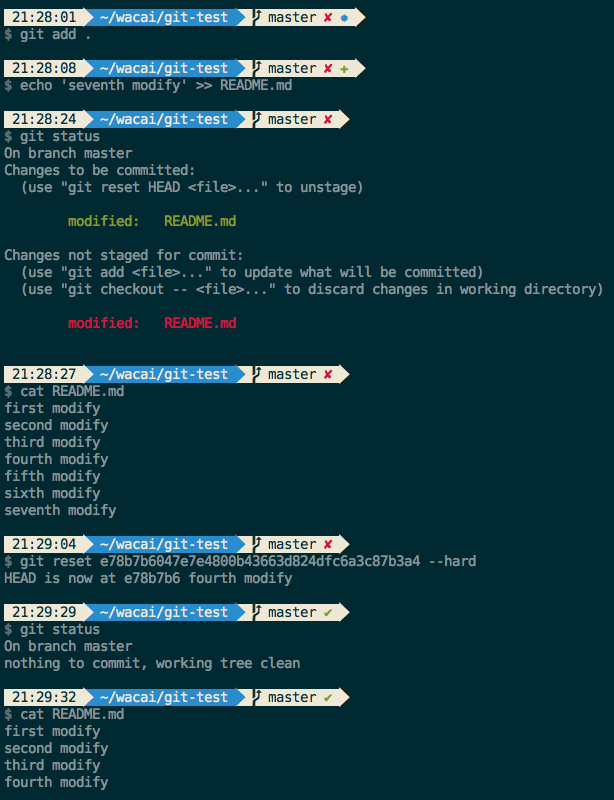 21:28:01 ~/wacai/git-test master ✘ ✹
$ git add .
21:28:08 ~/wacai/git-test master ✘ ✚
$ echo 'seventh modify' >> README.md
21:28:24 ~/wacai/git-test master ✘
$ git status
On branch master
Changes to be committed:
(use "git reset HEAD <file>..." to unstage)
modified: README.md
Changes not staged for commit:
(use "git add <file>..." to update what will be committed)
(use "git checkout -- <file>..." to discard changes in working directory)
modified: README.md
21:28:27 ~/wacai/git-test master ✘
$ cat README.md
first modify
second modify
third modify
fourth modify
fifth modify
sixth modify
seventh modify
21:29:04 ~/wacai/git-test master ✘
$ git reset e78b7b6047e7e4800b43663d824dfc6a3c87b3a4 --hard
HEAD is now at e78b7b6 fourth modify
21:29:29 ~/wacai/git-test master ✔
$ git status
On branch master
nothing to commit, working tree clean
21:29:32 ~/wacai/git-test master ✔
$ cat README.md
first modify
second modify
third modify
fourth modify